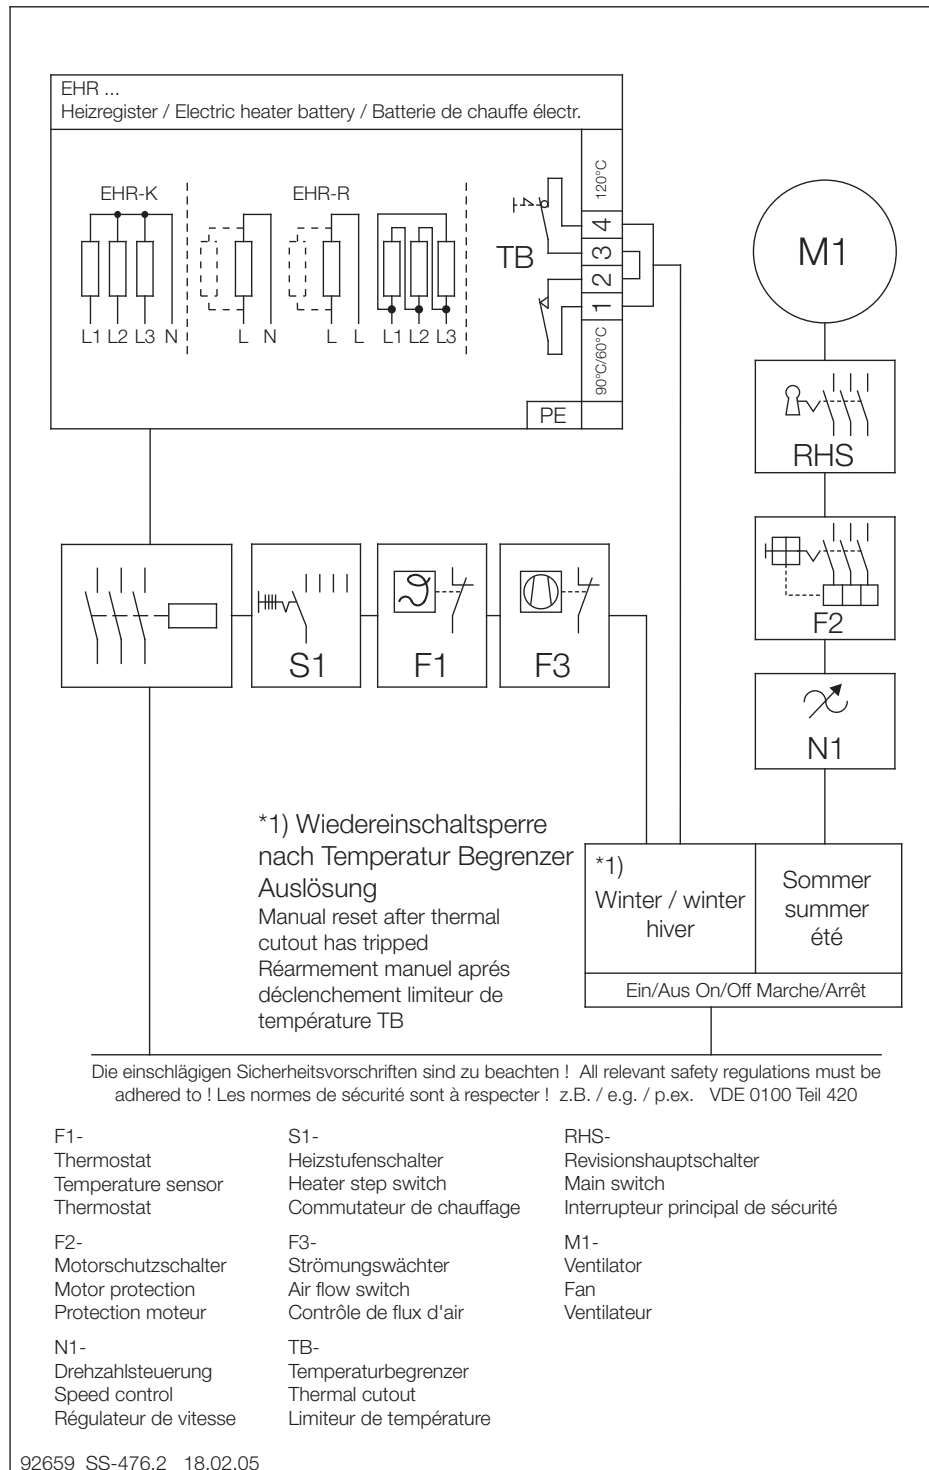 EHR ...
Heizregister / Electric heater battery / Batterie de chauffe électr.
EHR-K
EHR-R
L1 L2 L3 N
L N
L L
L1 L2 L3
TB
120°C
4
3
2
1
90°C/60°C
PE
M1
RHS
F2
N1
S1
F1
F3
*1) Wiedereinschaltsperre
nach Temperatur Begrenzer
Auslösung
Manual reset after thermal
cutout has tripped
Réarmement manuel aprés
déclenchement limiteur de
température TB
*1)
Winter / winter
hiver
Sommer
summer
été
Ein/Aus On/Off Marche/Arrêt
Die einschlägigen Sicherheitsvorschriften sind zu beachten ! All relevant safety regulations must be
adhered to ! Les normes de sécurité sont à respecter ! z.B. / e.g. / p.ex. VDE 0100 Teil 420
F1-
Thermostat
Temperature sensor
Thermostat
S1-
Heizstufenschalter
Heater step switch
Commutateur de chauffage
RHS-
Revisionshauptschalter
Main switch
Interrupteur principal de sécurité
F2-
Motorschutzschalter
Motor protection
Protection moteur
F3-
Strömungswächter
Air flow switch
Contrôle de flux d'air
M1-
Ventilator
Fan
Ventilateur
N1-
Drehzahlsteuerung
Speed control
Régulateur de vitesse
TB-
Temperaturbegrenzer
Thermal cutout
Limiteur de température
92659 SS-476.2 18.02.05